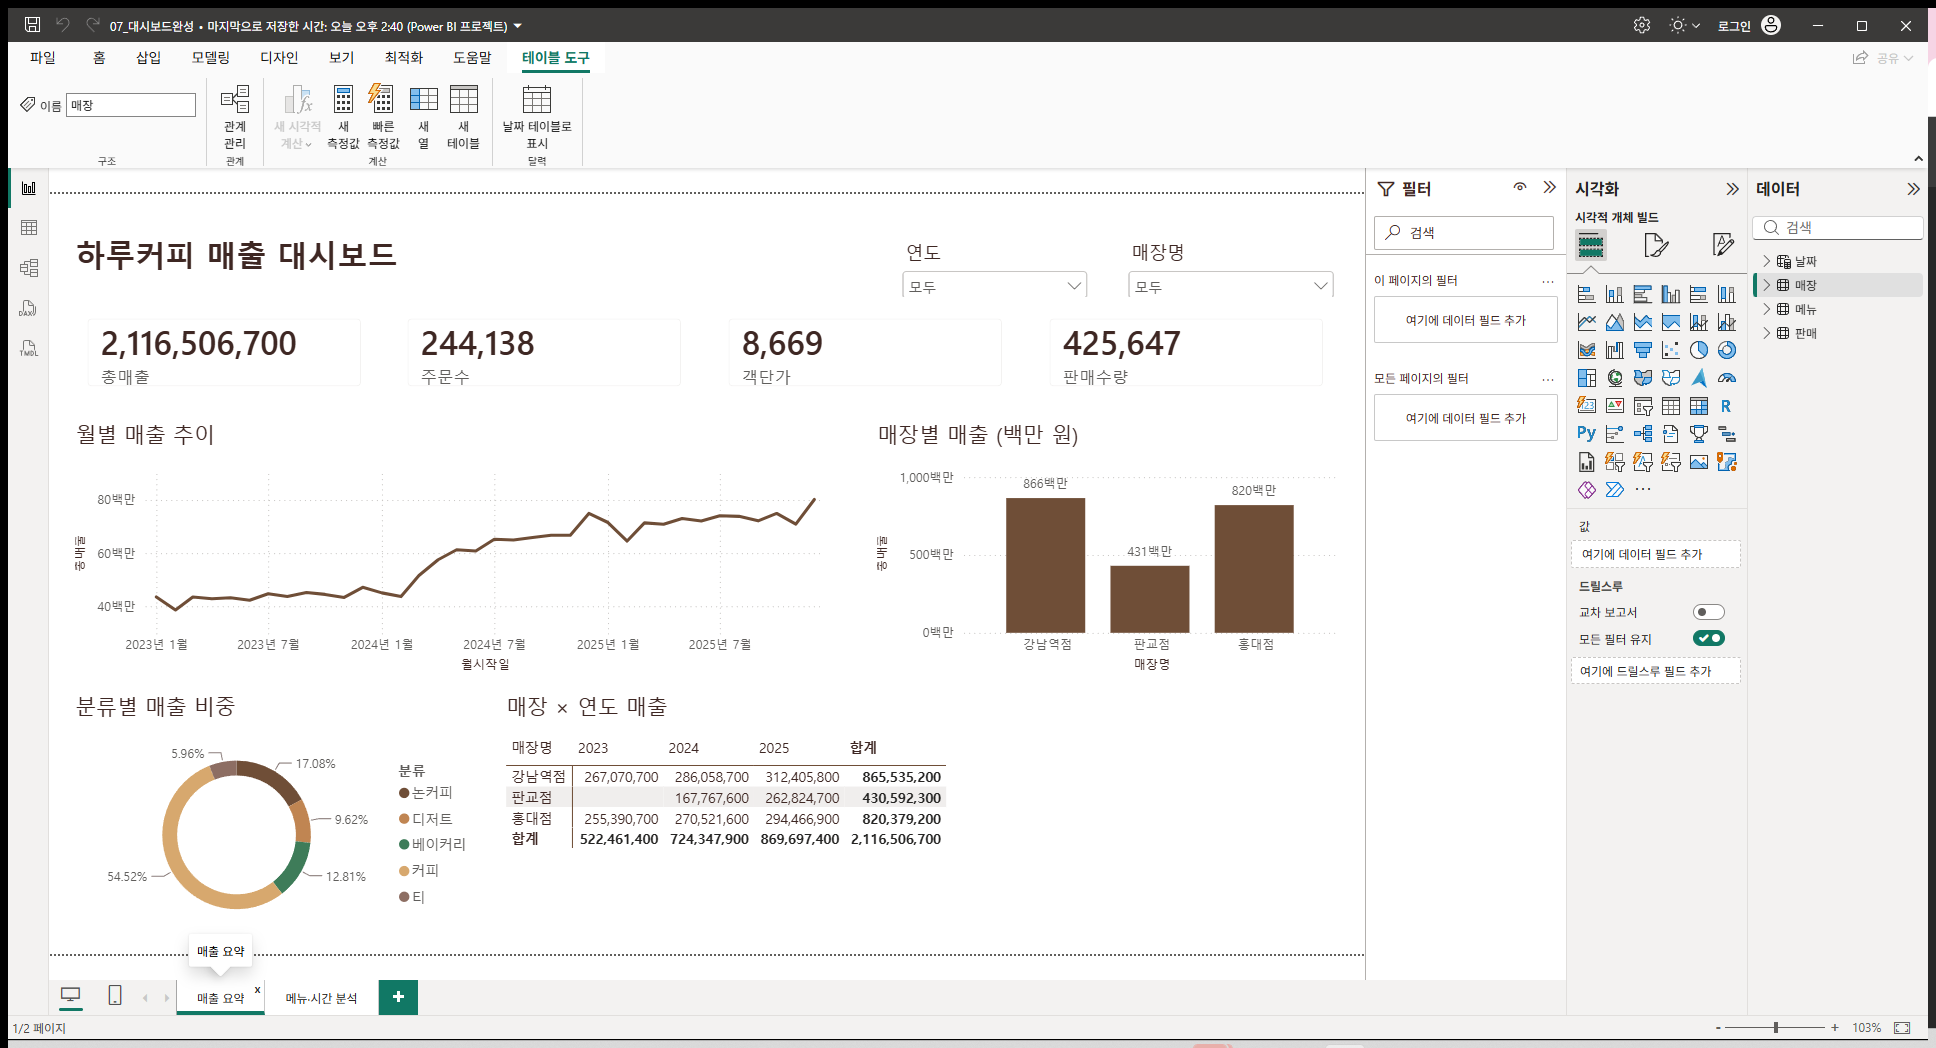 07_대시보드완성 • 마지막으로 저장한 시간: 오늘 오후 2:40 (Power BI 프로젝트)
로그인
파일 홈 삽입 모델링 디자인 보기 최적화 도움말 테이블 도구
공유
이름 매장
관계 관리
새 시각적 계산
새 측정값
빠른 측정값
새 열
새 테이블
날짜 테이블로 표시
구조 관계 계산 달력
하루커피 매출 대시보드
연도
모두
매장명
모두
2,116,506,700
총매출
244,138
주문수
8,669
객단가
425,647
판매수량
월별 매출 추이
80백만
60백만
40백만
총매출
2023년 1월 2023년 7월 2024년 1월 2024년 7월 2025년 1월 2025년 7월
월시작일
매장별 매출 (백만 원)
1,000백만
500백만
0백만
총매출
866백만
431백만
820백만
강남역점 판교점 홍대점
매장명
분류별 매출 비중
5.96%
17.08%
9.62%
12.81%
54.52%
분류
논커피
디저트
베이커리
커피
티
매장 × 연도 매출
매장명 2023 2024 2025 합계
강남역점 267,070,700 286,058,700 312,405,800 865,535,200
판교점 167,767,600 262,824,700 430,592,300
홍대점 255,390,700 270,521,600 294,466,900 820,379,200
합계 522,461,400 724,347,900 869,697,400 2,116,506,700
필터
검색
이 페이지의 필터 ...
여기에 데이터 필드 추가
모든 페이지의 필터 ...
여기에 데이터 필드 추가
시각화
시각적 개체 빌드
123
R
Py
...
값
여기에 데이터 필드 추가
드릴스루
교차 보고서
모든 필터 유지
여기에 드릴스루 필드 추가
데이터
검색
날짜
매장
메뉴
판매
DAX
TMDL
매출 요약
매출 요약 x
메뉴·시간 분석
+
1/2 페이지
- + 103%